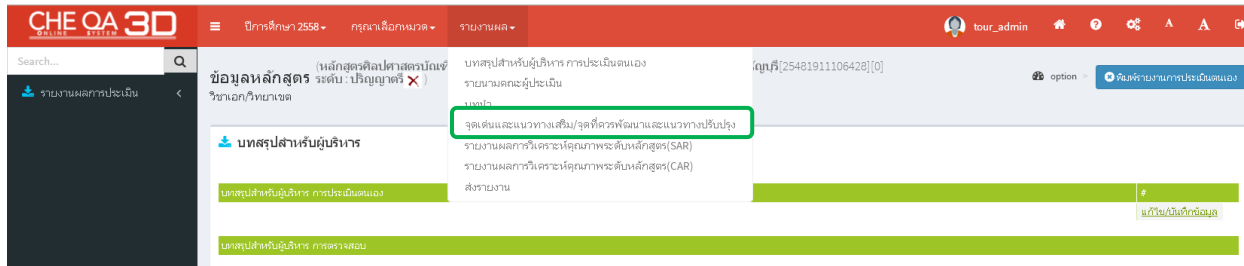 CHE QA 3D
ONLINE SYSTEM
ปีการศึกษา 2558
กรุณาเลือกหมวด
รายงานผล
tour_admin
A
A
Search...
รายงานผลการประเมิน
ข้อมูลหลักสูตร
(หลักสูตรศิลปศาสตรบัณฑ
ัญบุรี[25481911106428][0]
ระดับ : ปริญญาตรี
)
วิชาเอก/วิทยาเขต
option >
พิมพ์รายงานการประเมินตนเอง
บทสรุปสำหรับผู้บริหาร การประเมินตนเอง
รายนามคณะผู้ประเมิน
บทนำ
จุดเด่นและแนวทางเสริม/จุดที่ควรพัฒนาและแนวทางปรับปรุง
รายงานผลการวิเคราะห์คุณภาพระดับหลักสูตร(SAR)
รายงานผลการวิเคราะห์คุณภาพระดับหลักสูตร(CAR)
ส่งรายงาน
บทสรุปสำหรับผู้บริหาร
บทสรุปสำหรับผู้บริหาร การประเมินตนเอง
#
แก้ไข/บันทึกข้อมูล
บทสรุปสำหรับผู้บริหาร การตรวจสอบ